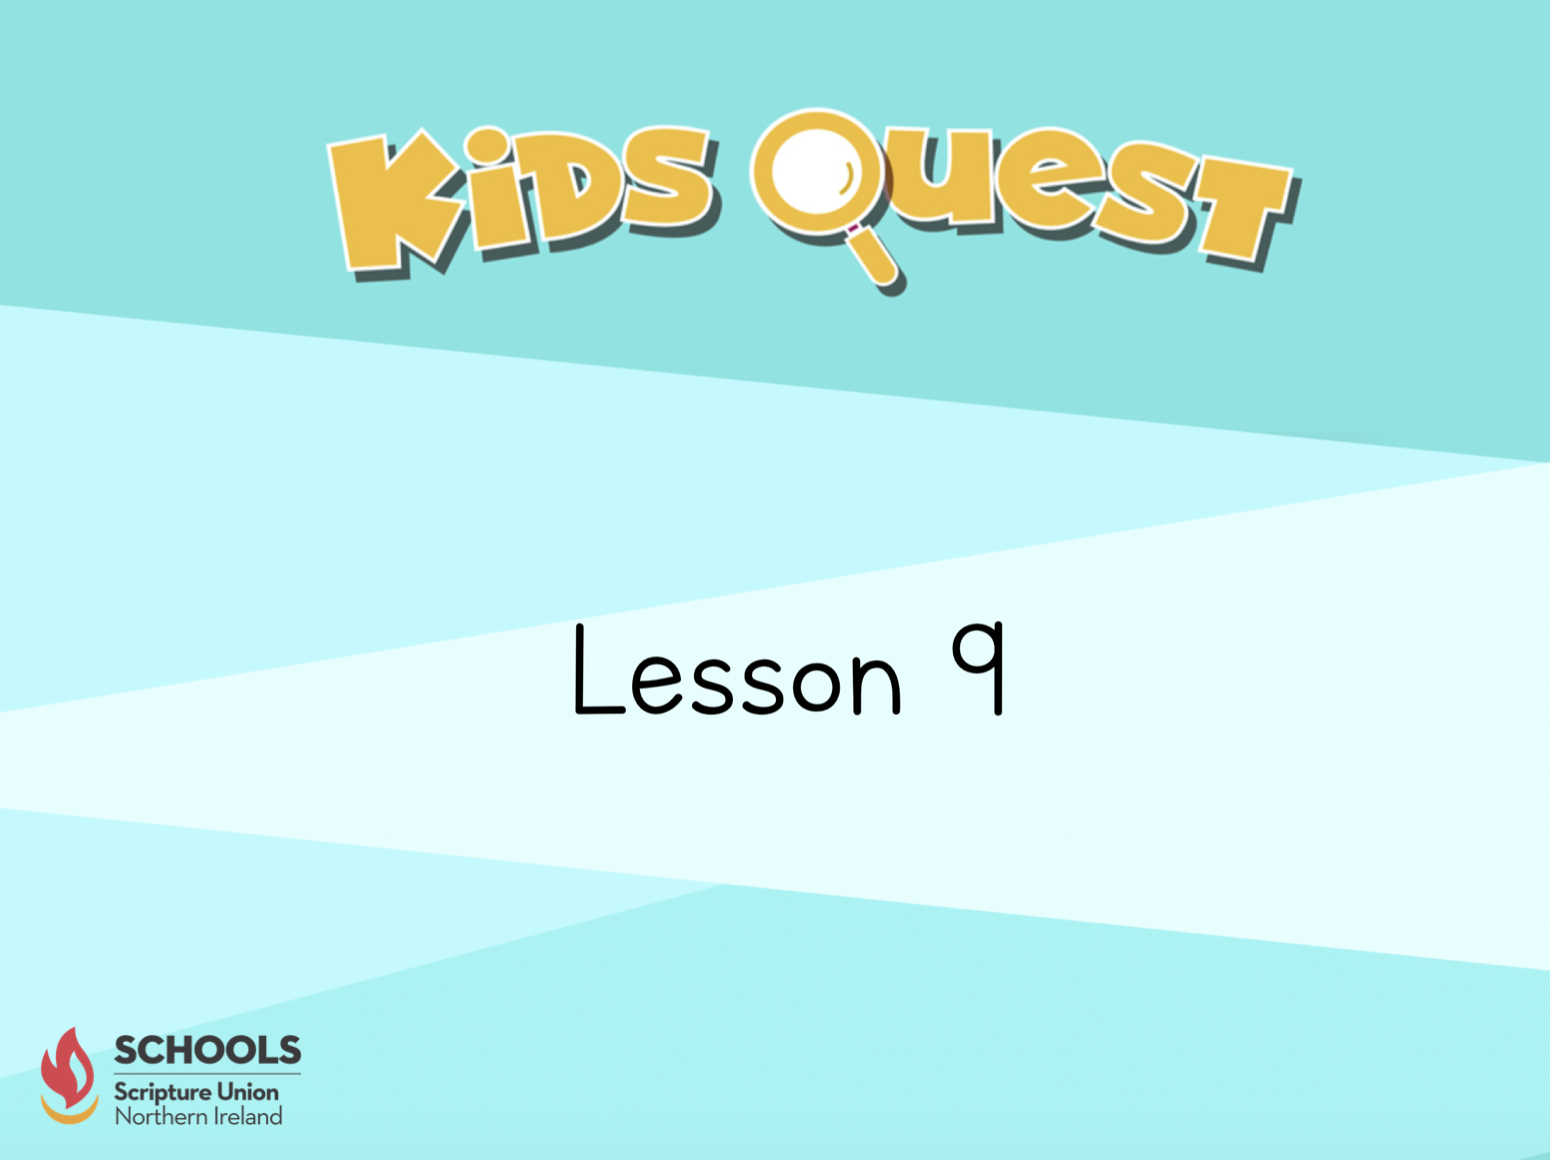 KiDS QUeST
Lesson 9
SCHOOLS
Scripture Union
Northern Ireland